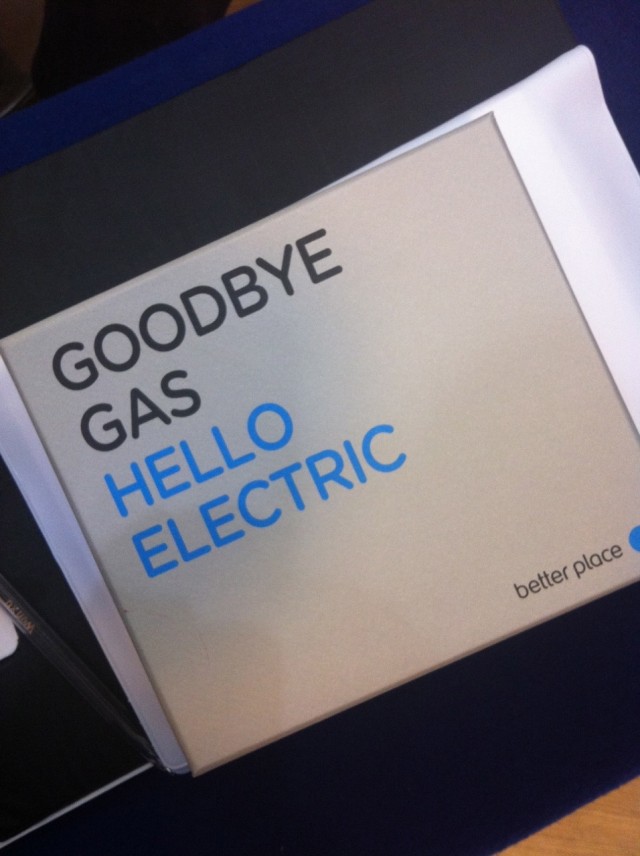 GOODBYE
GAS
HELLO
ELECTRIC
better place